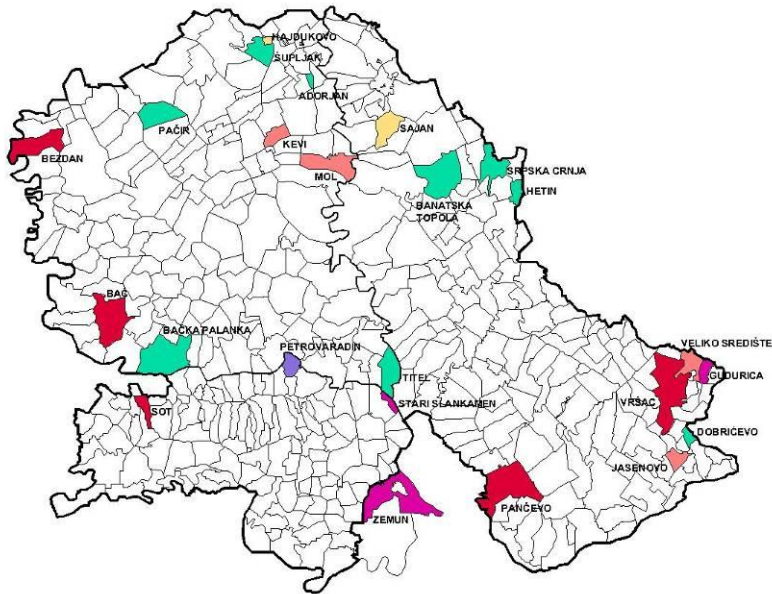 HAJDUKOVO
ŠUPLJAK
ADORJAN
PAČIR
SAJAN
KEVI
BEZDAN
MOL
SRPSKA CRNJA
HETIN
BANATSKA
TOPOLA
BAČ
BAČKA PALANKA
PETROVARADIN
VELIKO SREDIŠTE
GUDURICA
TITEL
STARI SLANKAMEN
VRŠAC
SOT
DOBRIČEVO
JASENOVO
PANČEVO
ZEMUN